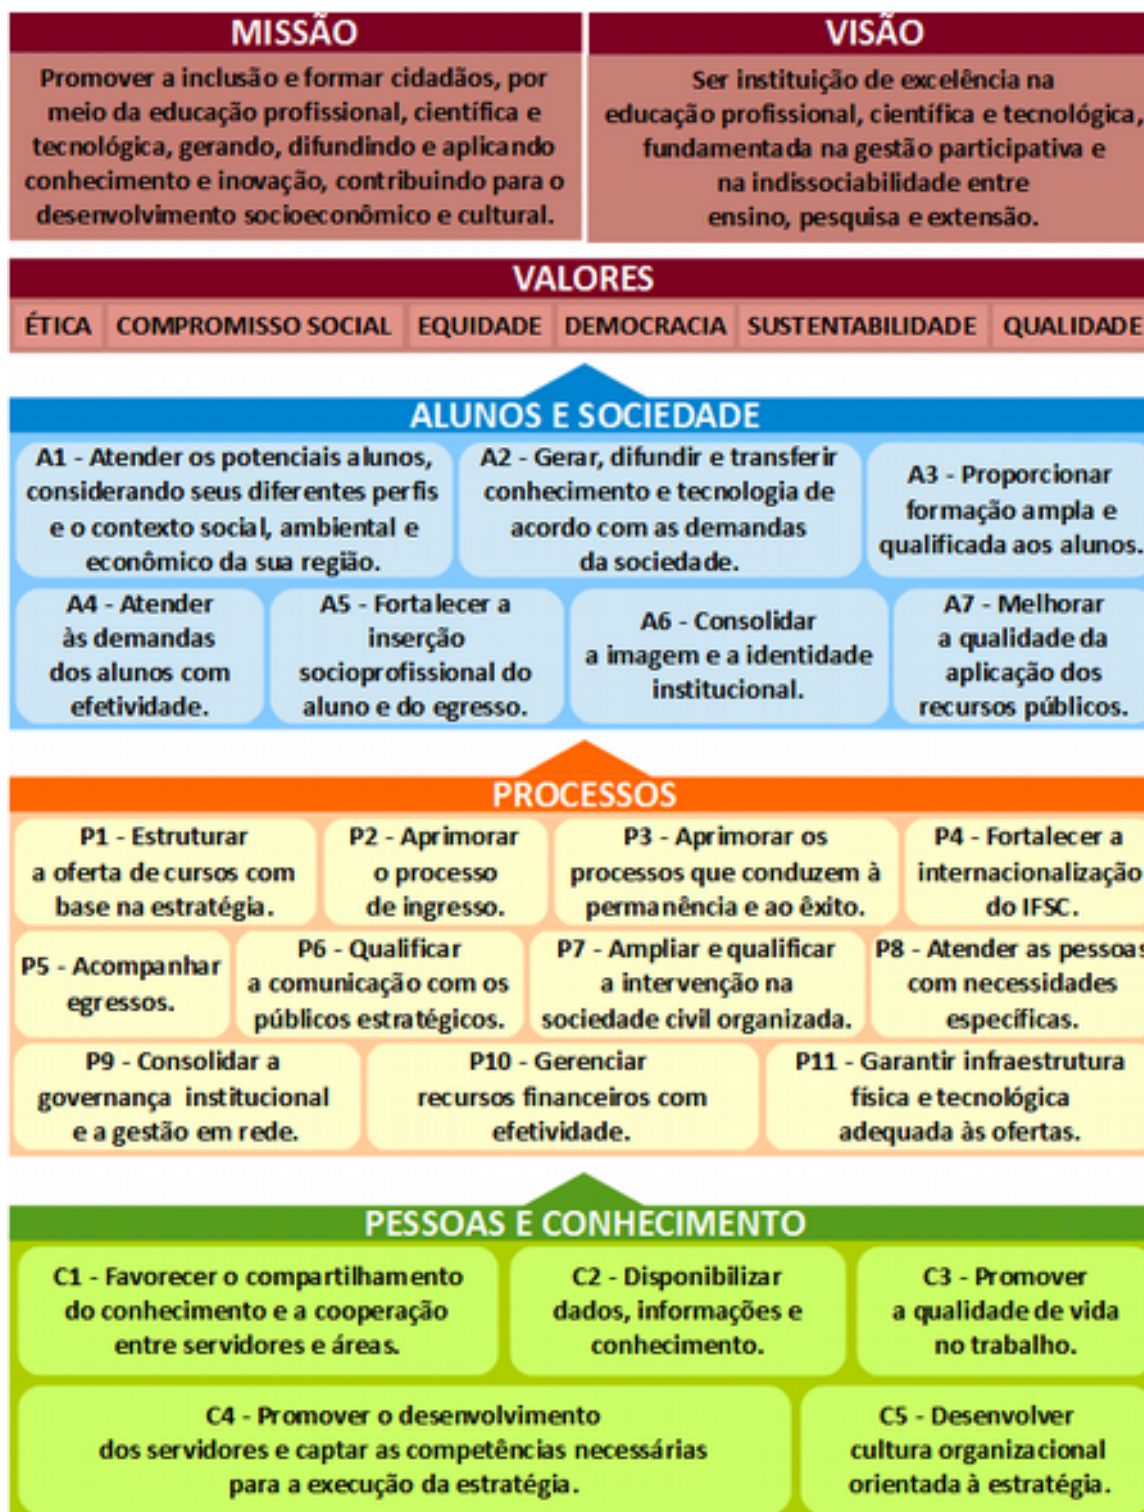 MISSÃO
Promover a inclusão e formar cidadãos, por
meio da educação profissional, científica e
tecnológica, gerando, difundindo e aplicando
conhecimento e inovação, contribuindo para o
desenvolvimento socioeconômico e cultural.
VISÃO
Ser instituição de excelência na
educação profissional, científica e tecnológica,
fundamentada na gestão participativa e
na indissociabilidade entre
ensino, pesquisa e extensão.
VALORES
ÉTICA COMPROMISSO SOCIAL EQUIDADE DEMOCRACIA SUSTENTABILIDADE QUALIDADE
ALUNOS E SOCIEDADE
A1 - Atender os potenciais alunos,
considerando seus diferentes perfis
e o contexto social, ambiental e
econômico da sua região.
A2 - Gerar, difundir e transferir
conhecimento e tecnologia de
acordo com as demandas
da sociedade.
A3 - Proporcionar
formação ampla e
qualificada aos alunos.
A4 - Atender
às demandas
dos alunos com
efetividade.
A5 - Fortalecer a
inserção
socioprofissional do
aluno e do egresso.
A6 - Consolidar
a imagem e a identidade
institucional.
A7 - Melhorar
a qualidade da
aplicação dos
recursos públicos.
PROCESSOS
P1 - Estruturar
a oferta de cursos com
base na estratégia.
P2 - Aprimorar
o processo
de ingresso.
P3 - Aprimorar os
processos que conduzem à
permanência e ao êxito.
P4 - Fortalecer a
internacionalização
do IFSC.
P5 - Acompanhar
egressos.
P6 - Qualificar
a comunicação com os
públicos estratégicos.
P7 - Ampliar e qualificar
a intervenção na
sociedade civil organizada.
P8 - Atender as pessoas
com necessidades
específicas.
P9 - Consolidar a
governança institucional
e a gestão em rede.
P10 - Gerenciar
recursos financeiros com
efetividade.
P11 - Garantir infraestrutura
física e tecnológica
adequada às ofertas.
PESSOAS E CONHECIMENTO
C1 - Favorecer o compartilhamento
do conhecimento e a cooperação
entre servidores e áreas.
C2 - Disponibilizar
dados, informações e
conhecimento.
C3 - Promover
a qualidade de vida
no trabalho.
C4 - Promover o desenvolvimento
dos servidores e captar as competências necessárias
para a execução da estratégia.
C5 - Desenvolver
cultura organizacional
orientada à estratégia.